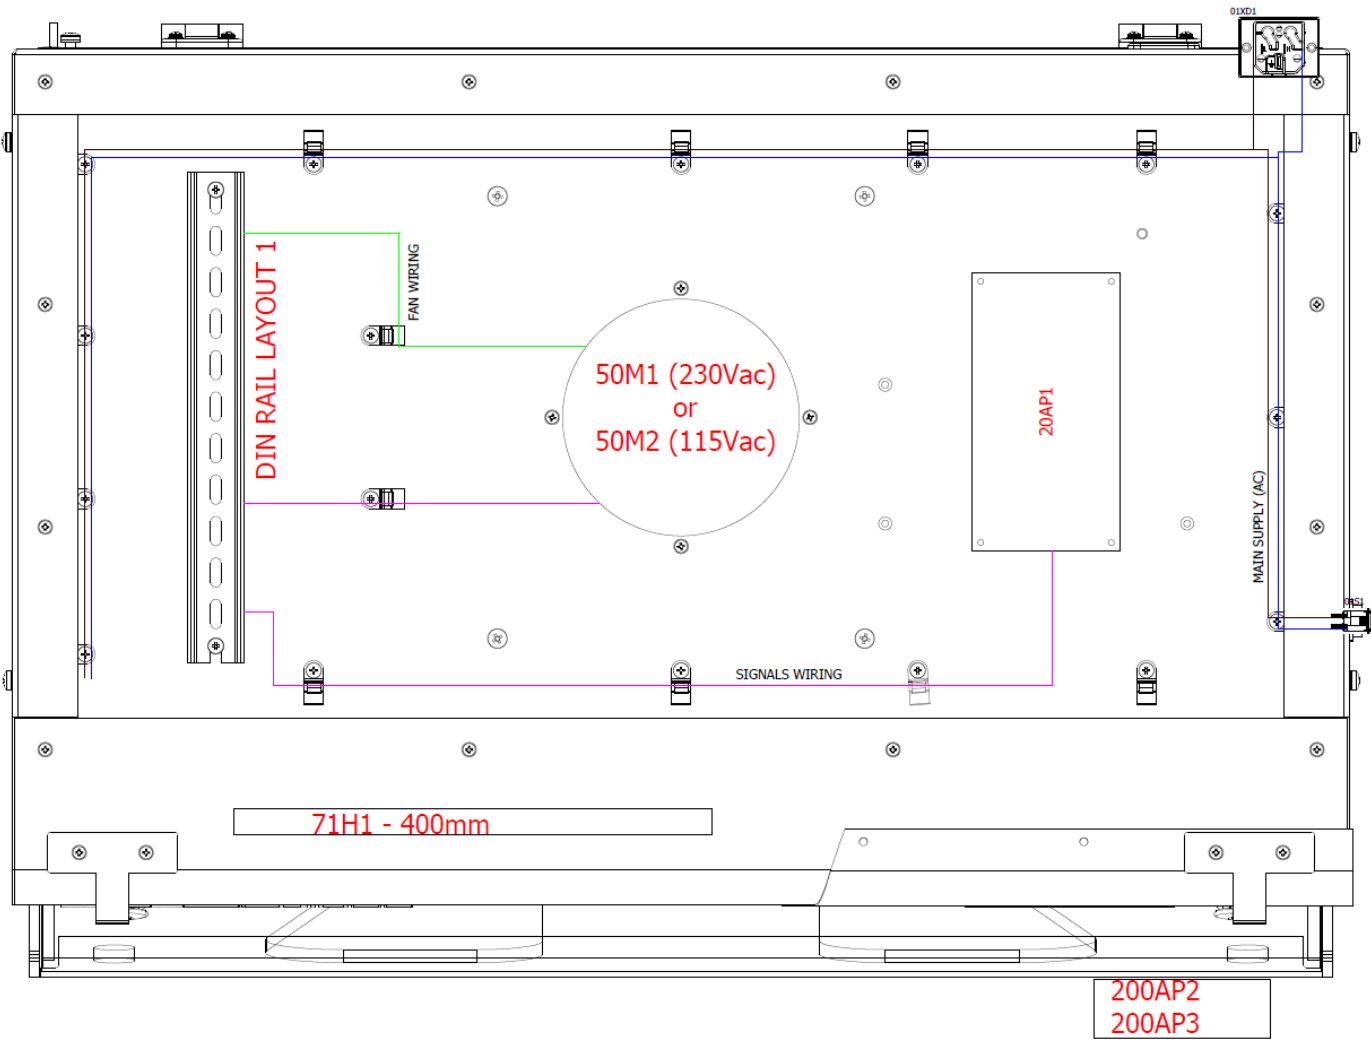 01XD1
FAN WIRING
DIN RAIL LAYOUT 1
50M1 (230Vac)
or
50M2 (115Vac)
20AP1
MAIN SUPPLY (AC)
SIGNALS WIRING
71H1 - 400mm
200AP2
200AP3